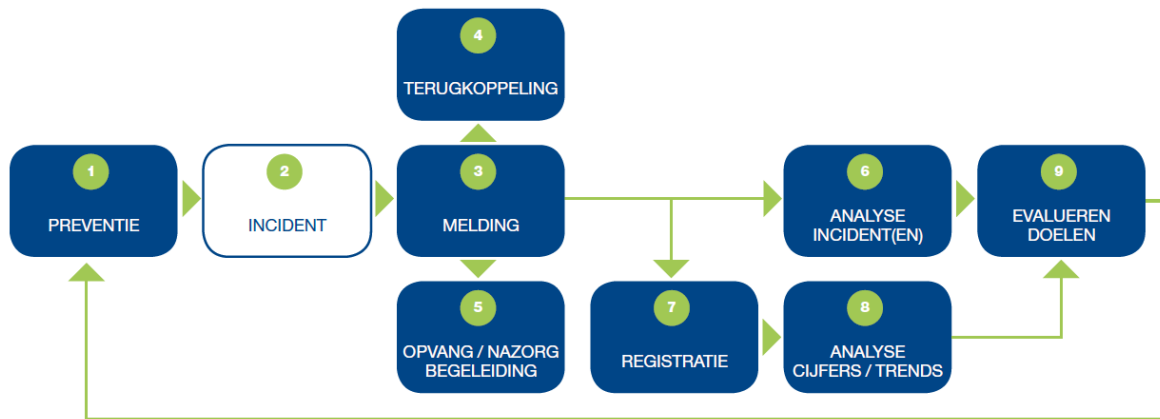 1
PREVENTIE
2
INCIDENT
3
MELDING
4
TERUGKOPPELING
5
OPVANG / NAZORG
BEGELEIDING
6
ANALYSE
INCIDENT(EN)
7
REGISTRATIE
8
ANALYSE
CIJFERS / TRENDS
9
EVALUEREN
DOELEN